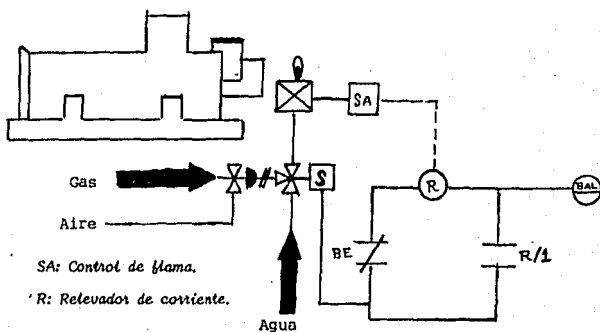 SA
Gas
S
R
BAL
Aire
BE
R/1
SA: Control de flama.
R: Relevador de corriente.
Agua